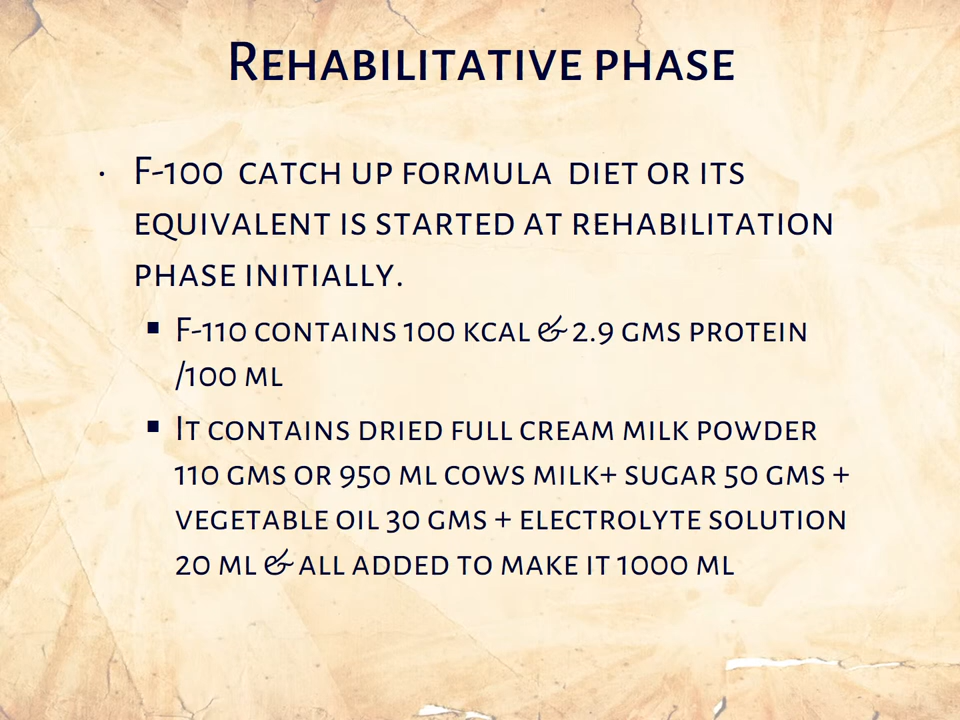 Rehabilitative phase
· F-100 catch up formula diet or its
equivalent is started at rehabilitation
phase initially.
▪ F-110 contains 100 kcal & 2.9 gms protein
/100 ml
▪ It contains dried full cream milk powder
110 gms or 950 ml cows milk+ sugar 50 gms +
vegetable oil 30 gms + electrolyte solution
20 ml & all added to make it 1000 ml